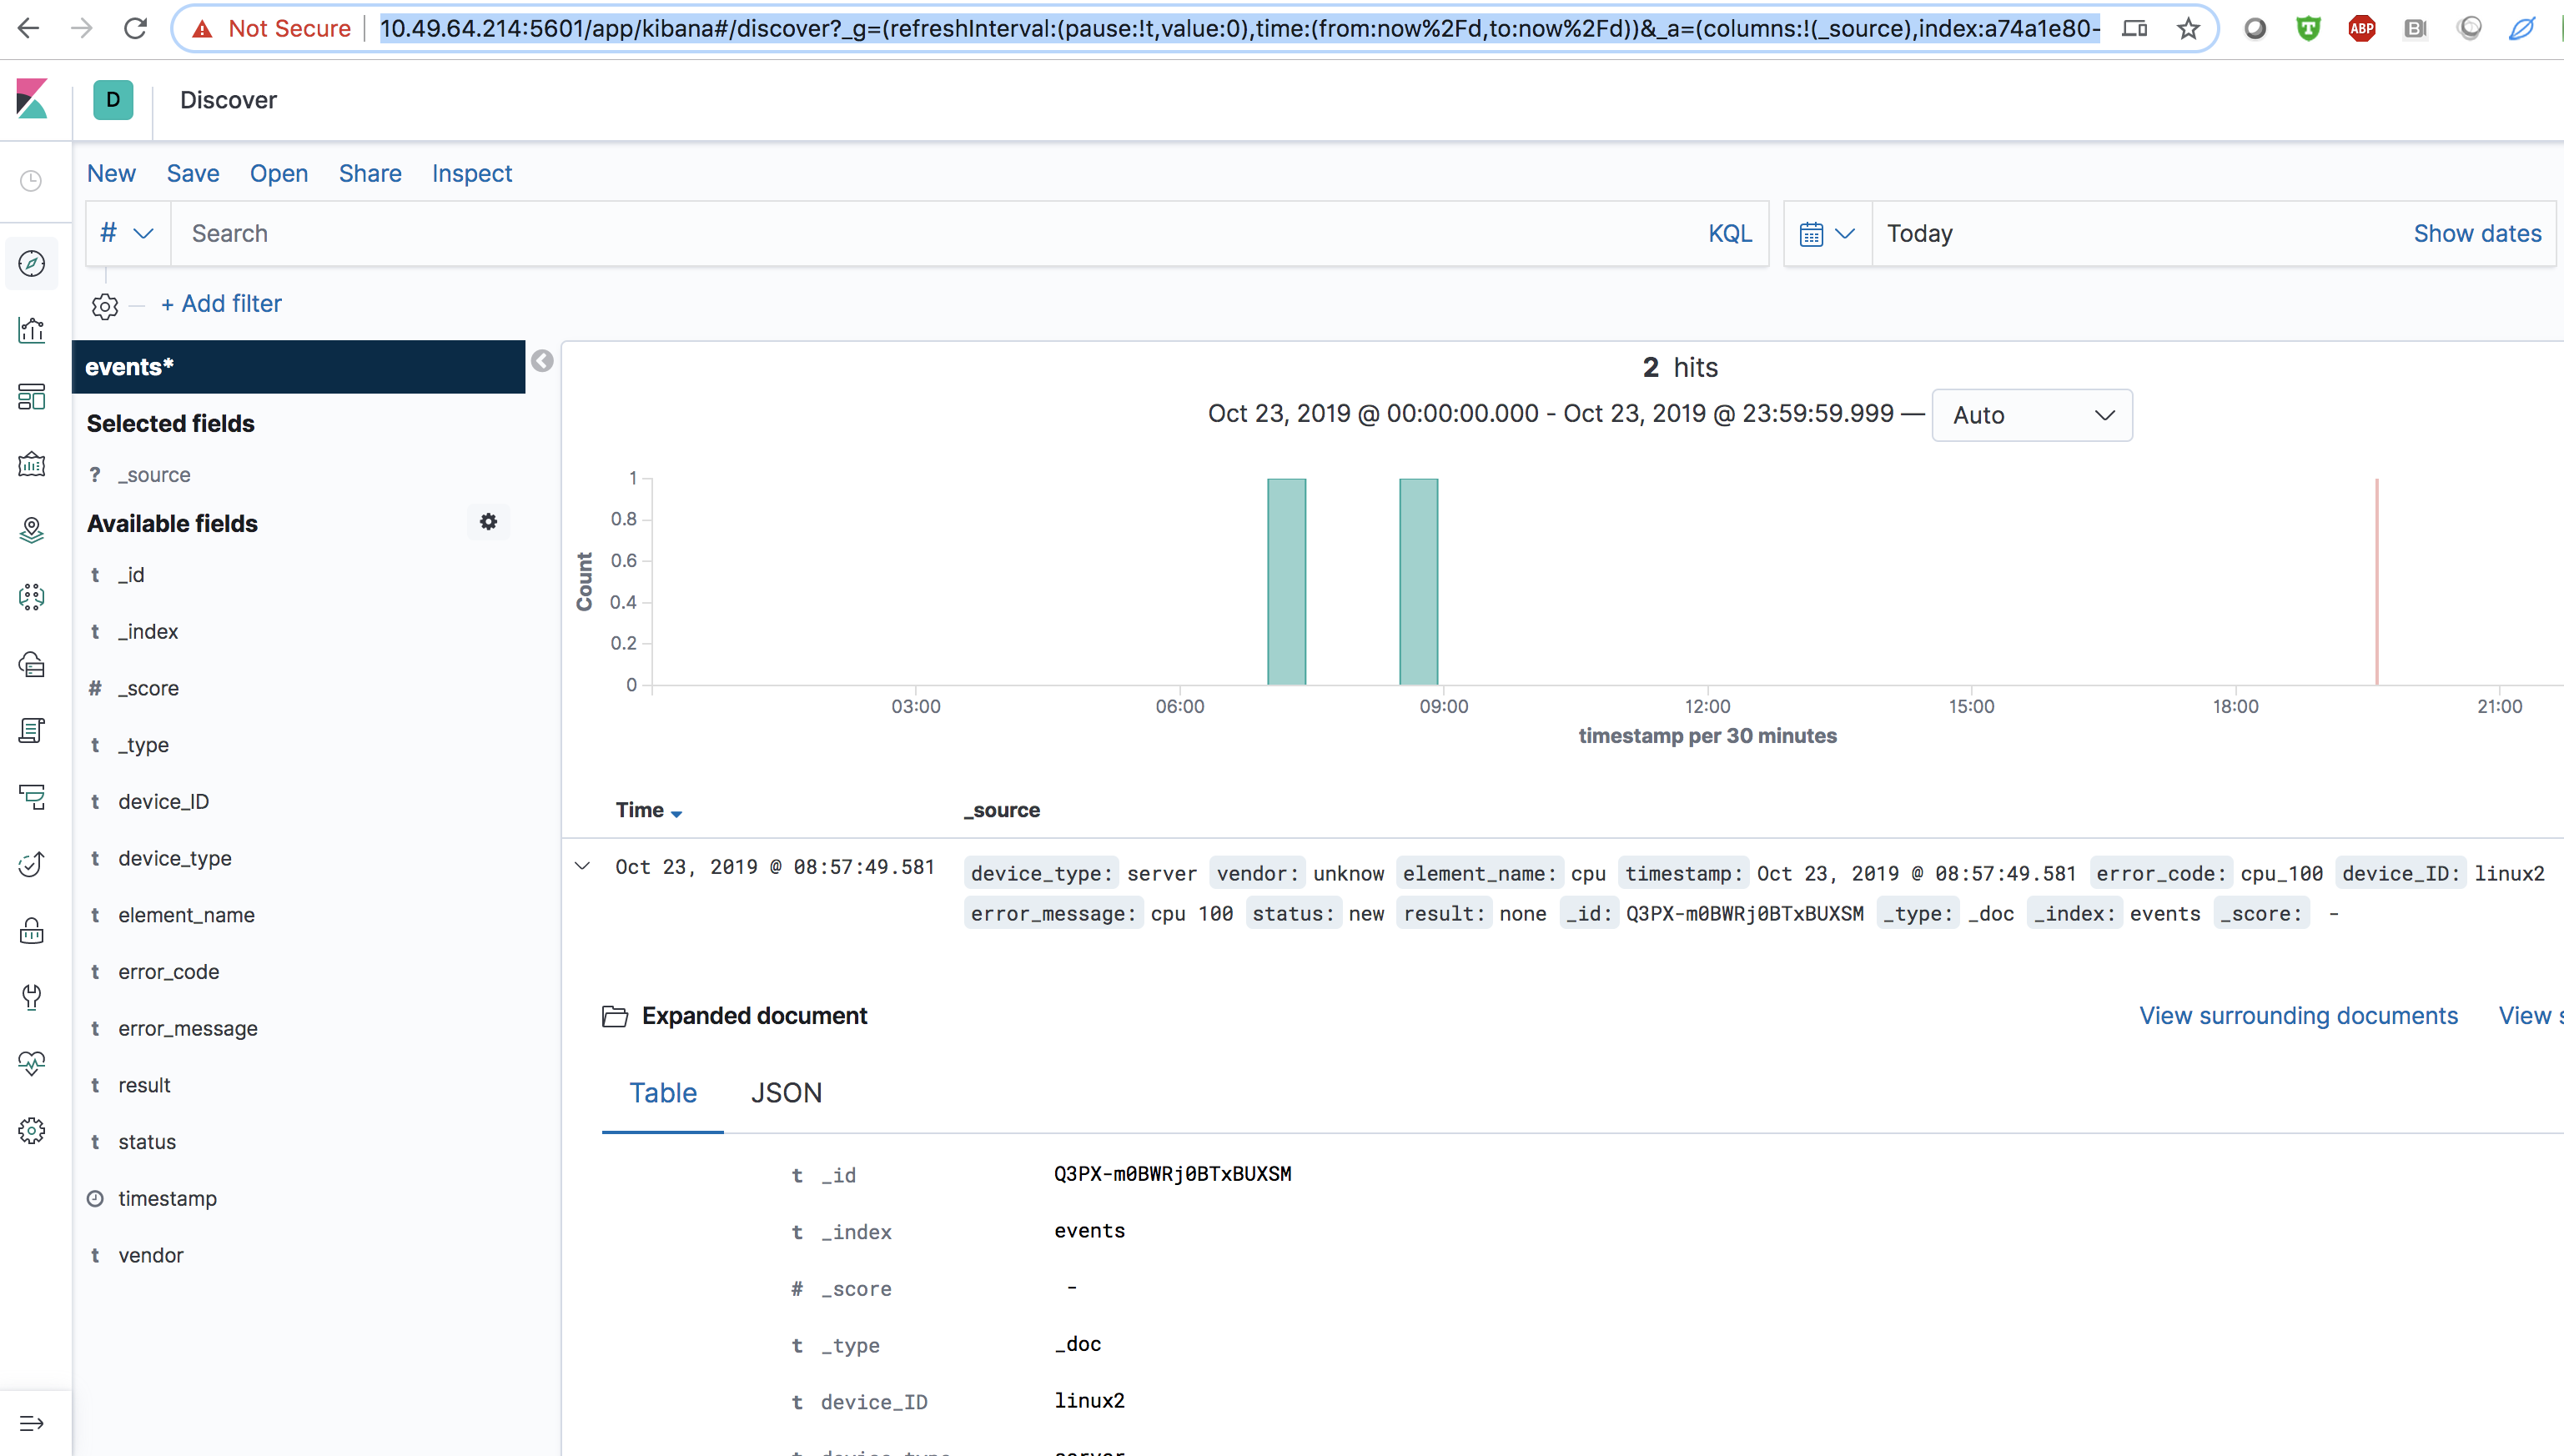 Not Secure 10.49.64.214:5601/app/kibana#/discover?_g=(refreshInterval:(pause:!t,value:0),time:(from:now%2Fd,to:now%2Fd))&_a=(columns:!(_source),index:a74a1e80-
ABP
D Discover
New Save Open Share Inspect
# Search KQL Today Show dates
+ Add filter
events*
2 hits
Oct 23, 2019 @ 00:00:00.000 - Oct 23, 2019 @ 23:59:59.999 — Auto
Selected fields
? _source
Available fields
t _id
t _index
# _score
t _type
t device_ID
t device_type
t element_name
t error_code
t error_message
t result
t status
timestamp
t vendor
Count
1
0.8
0.6
0.4
0.2
0
03:00 06:00 09:00 12:00 15:00 18:00 21:00
timestamp per 30 minutes
Time _source
Oct 23, 2019 @ 08:57:49.581 device_type: server vendor: unknow element_name: cpu timestamp: Oct 23, 2019 @ 08:57:49.581 error_code: cpu_100 device_ID: linux2
error_message: cpu 100 status: new result: none _id: Q3PX-m0BWRj0BTxBUXSM _type: _doc _index: events _score: -
Expanded document View surrounding documents View s
Table JSON
t _id Q3PX-m0BWRj0BTxBUXSM
t _index events
# _score -
t _type _doc
t device_ID linux2